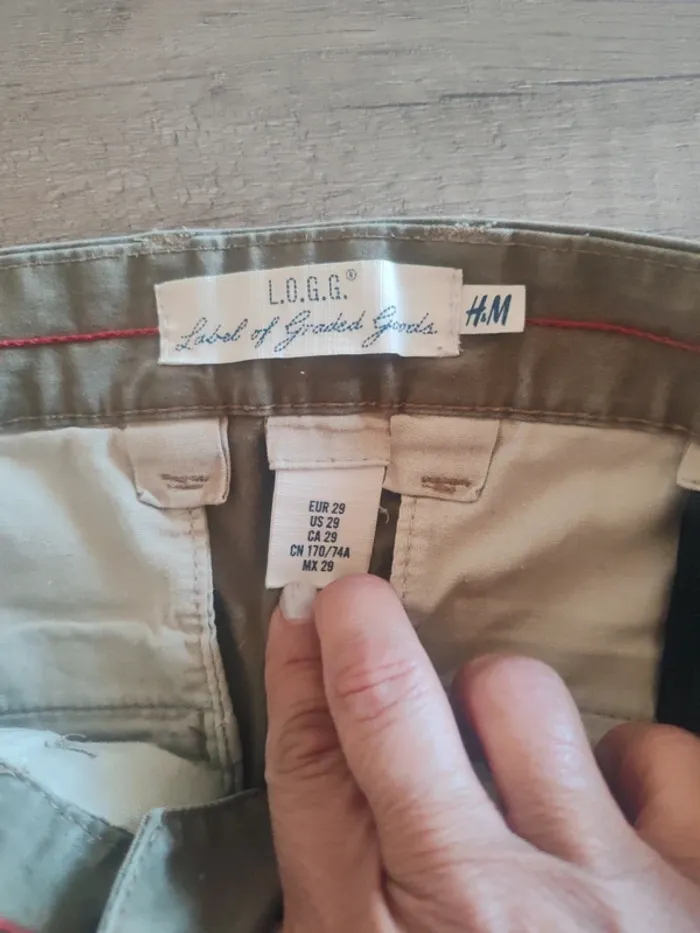 L.O.G.G.®
Label of Graded Goods
H&M
EUR 29
US 29
CA 29
CN 170/74A
MX 29